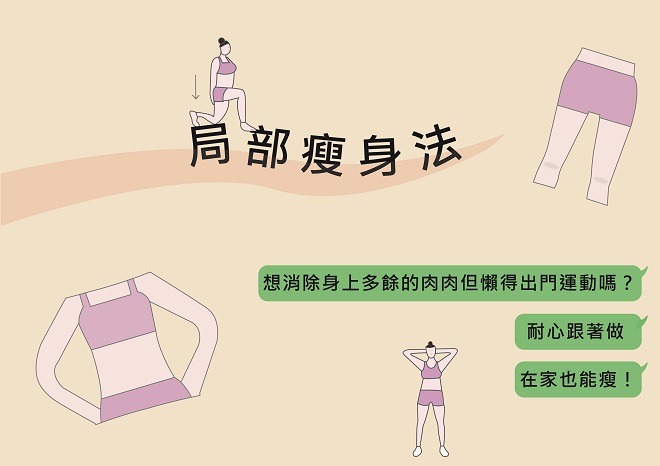 局部瘦身法
想消除身上多餘的肉肉但懶得出門運動嗎？
耐心跟著做
在家也能瘦！